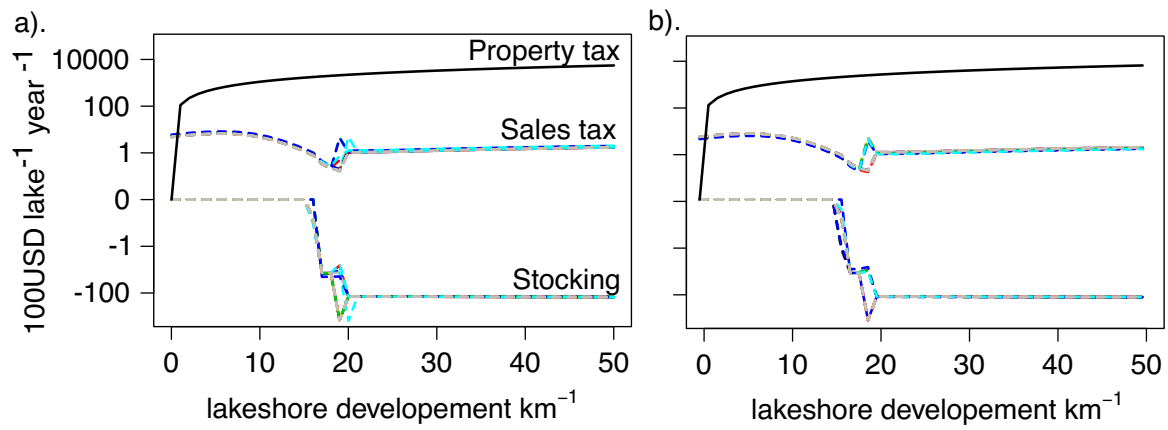 a).
b).
10000
100
1
0
-1
-100
100USD lake⁻¹ year ⁻¹
Property tax
Sales tax
Stocking
0 10 20 30 40 50
0 10 20 30 40 50
lakeshore developement km⁻¹
lakeshore developement km⁻¹